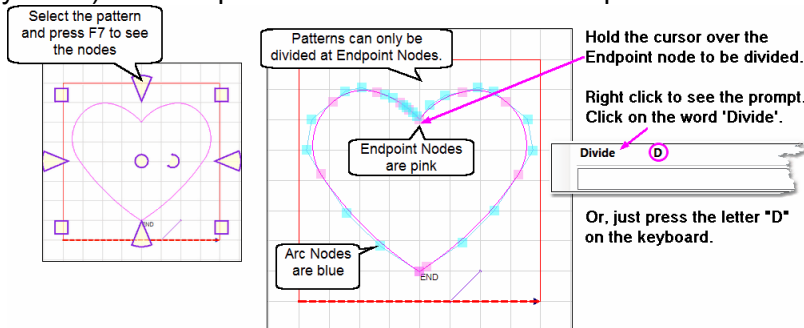 Select the pattern
and press F7 to see
the nodes
END
Patterns can only be
divided at Endpoint Nodes.
Endpoint Nodes
are pink
Arc Nodes
are blue
END
Hold the cursor over the
Endpoint node to be divided.
Right click to see the prompt.
Click on the word 'Divide'.
Divide D
Or, just press the letter "D"
on the keyboard.